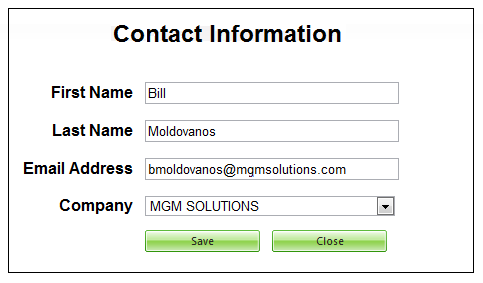 Contact Information
First Name Bill
Last Name Moldovanos
Email Address bmoldovanos@mgmsolutions.com
Company MGM SOLUTIONS
Save Close